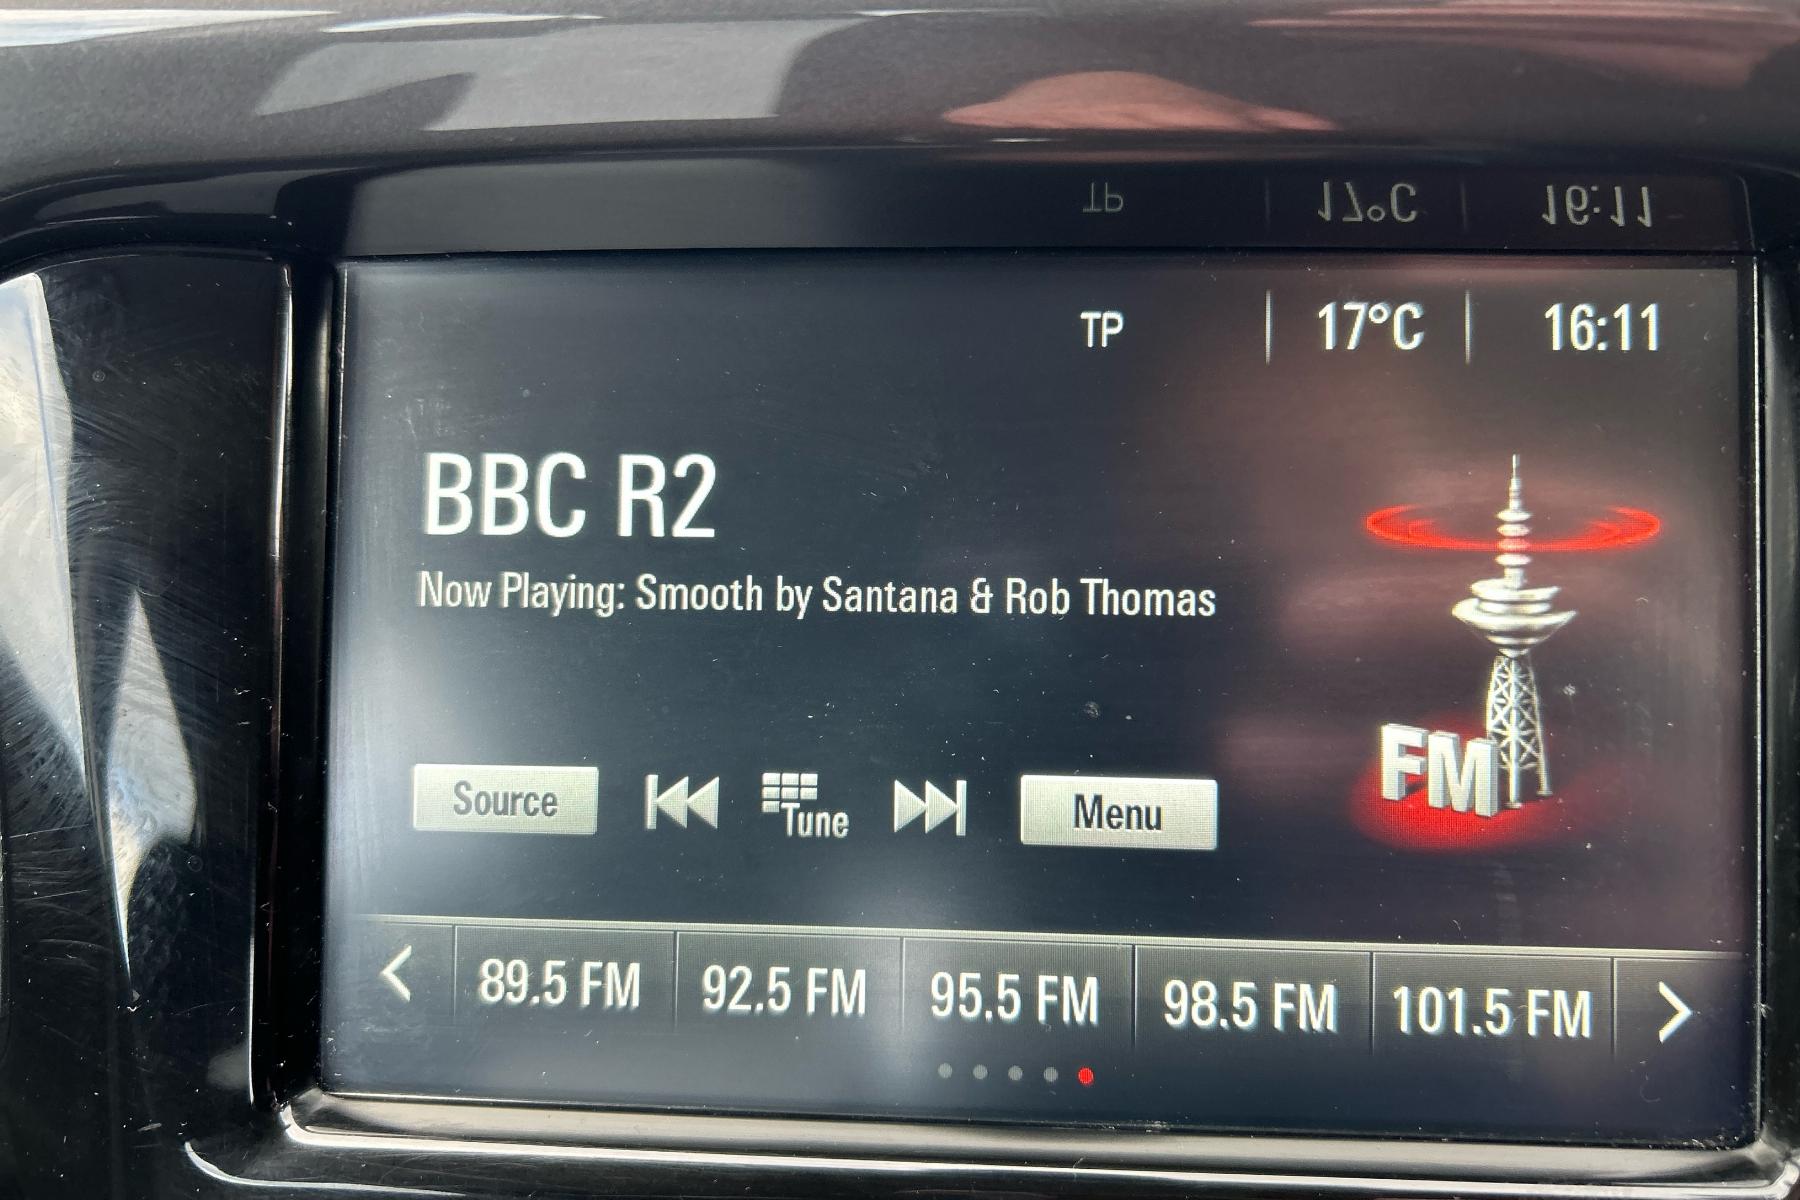 TP 17°C 16:11
BBC R2
Now Playing: Smooth by Santana & Rob Thomas
FM
Source Tune Menu
89.5 FM 92.5 FM 95.5 FM 98.5 FM 101.5 FM